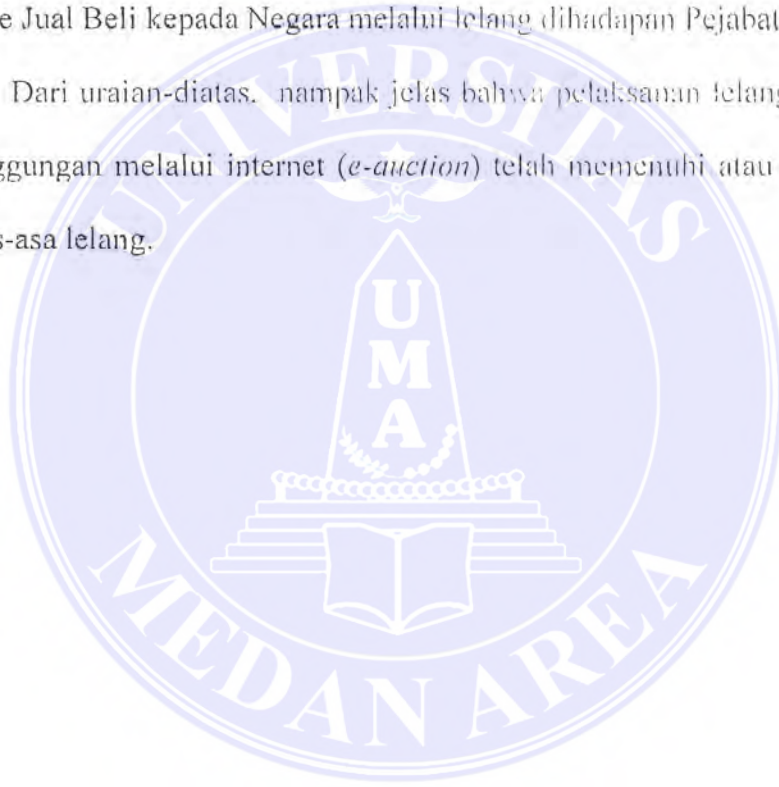 e Jual Beli kepada Negara melalui lelang dihadapan Pejabat
Dari uraian-diatas. nampak jelas bahwa pelaksanan lelang
ggungan melalui internet (e-auction) telah memenuhi atau
s-asa lelang.
UNIVERSITAS
UMA
MEDAN AREA